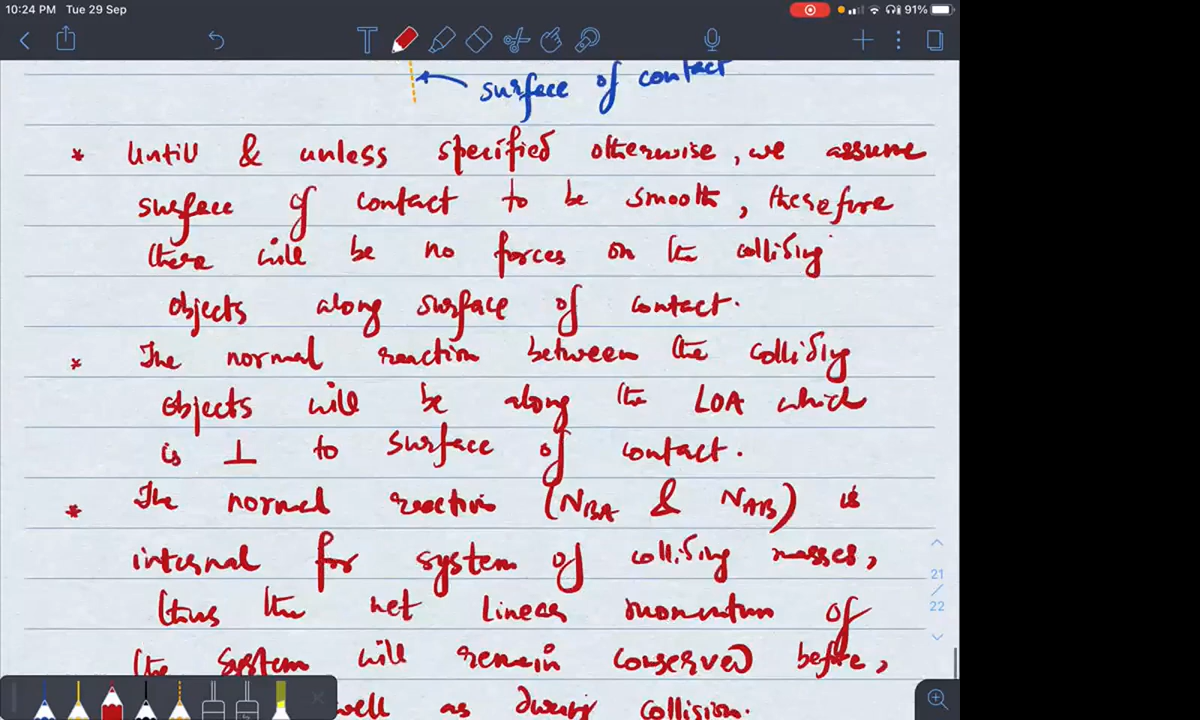 10:24 PM Tue 29 Sep
91%
surface of contact
* Untill & unless specified otherwise, we assume
surface of contact to be smooth, therefore
there will be no forces on the colliding
objects along surface of contact.
* The normal reaction between the colliding
objects will be along the LOA which
is ⊥ to surface of contact.
* The normal reaction (NBA & NAB) is
internal for system of colliding masses,
thus the net linear momentum of
the system will remain conserved before,
well as during collision.
21
/
22